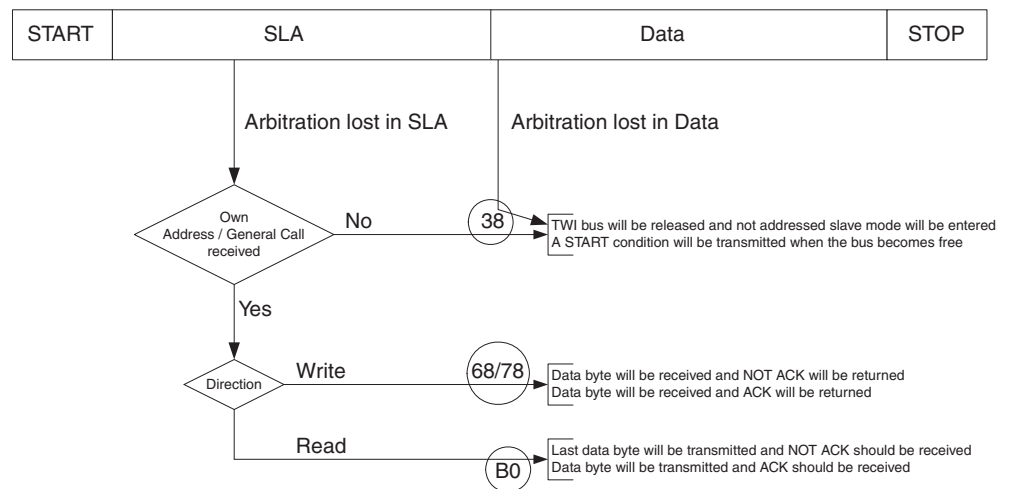 START SLA Data STOP
Arbitration lost in SLA Arbitration lost in Data
Own
Address / General Call
received
No
38
TWI bus will be released and not addressed slave mode will be entered
A START condition will be transmitted when the bus becomes free
Yes
Direction
Write
68/78
Data byte will be received and NOT ACK will be returned
Data byte will be received and ACK will be returned
Read
B0
Last data byte will be transmitted and NOT ACK should be received
Data byte will be transmitted and ACK should be received